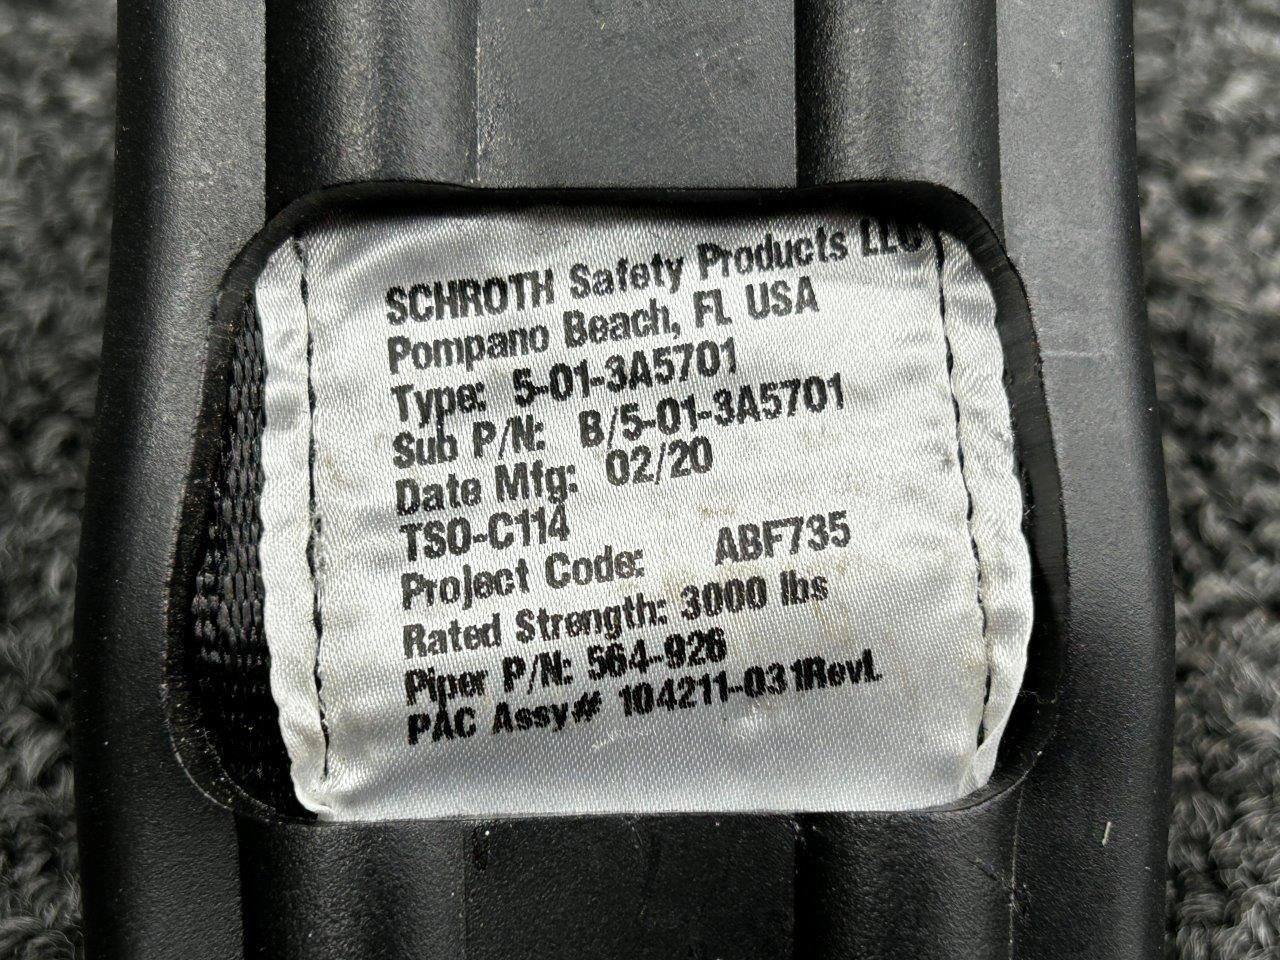 SCHROTH Safety Products LLC
Pompano Beach, FL USA
Type: 5-01-3A5701
Sub P/N: B/5-01-3A5701
Date Mfg: 02/20
TSO-C114
Project Code: ABF735
Rated Strength: 3000 lbs
Piper P/N: 564-926
PAC Assy# 104211-031RevL